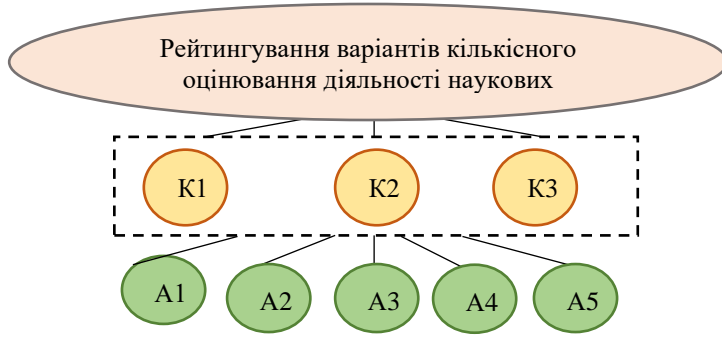 Рейтингування варіантів кількісного
оцінювання діяльності наукових
К1 К2 К3
А1 А2 А3 А4 А5